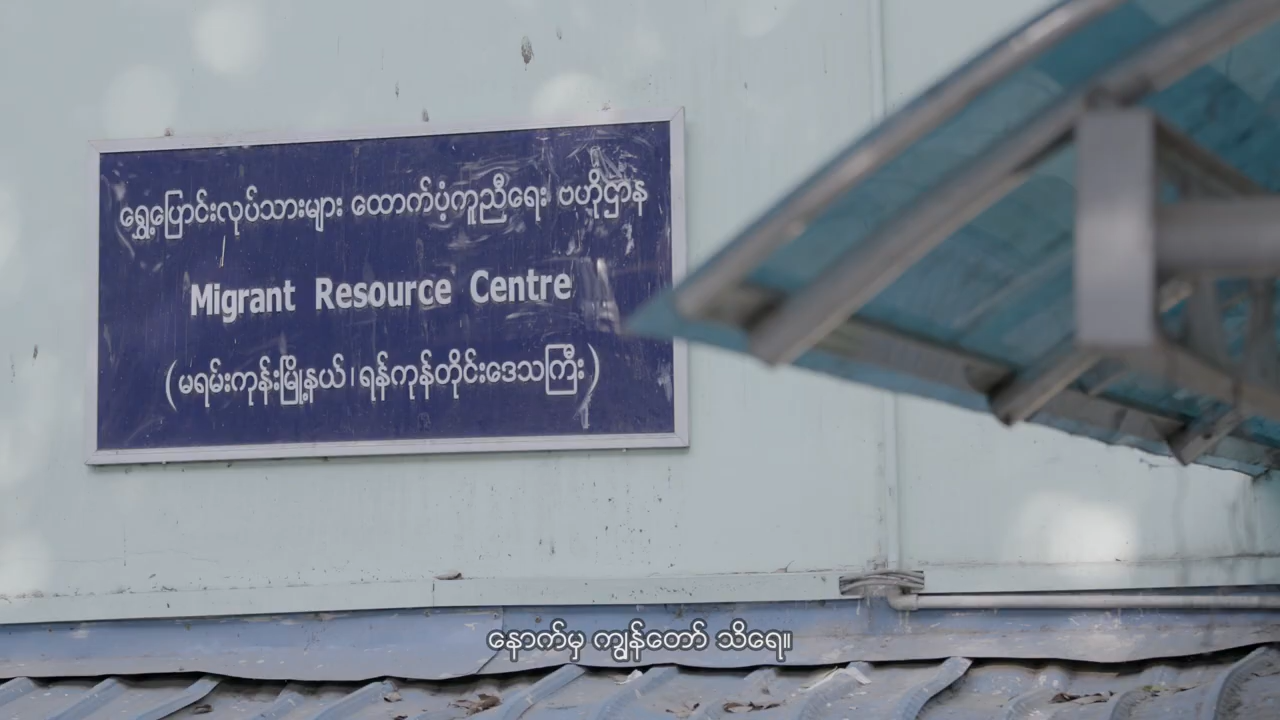 ရွှေ့ပြောင်းလုပ်သားများ ထောက်ပံ့ကူညီရေး ဗဟိုဌာန
Migrant Resource Centre
(မရမ်းကုန်းမြို့နယ်၊ ရန်ကုန်တိုင်းဒေသကြီး)
နောက်မှ ကျွန်တော် သိရေ။